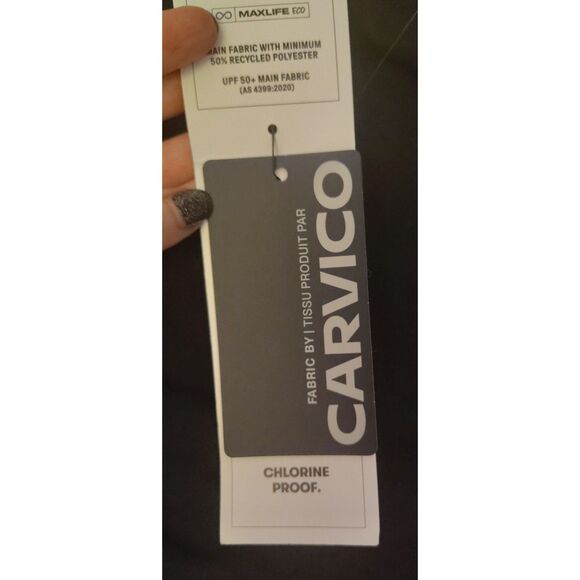 MAXLIFE ECO
MAIN FABRIC WITH MINIMUM
50% RECYCLED POLYESTER
UPF 50+ MAIN FABRIC
(AS 4399:2020)
FABRIC BY | TISSU PRODUIT PAR
CARVICO
CHLORINE
PROOF.